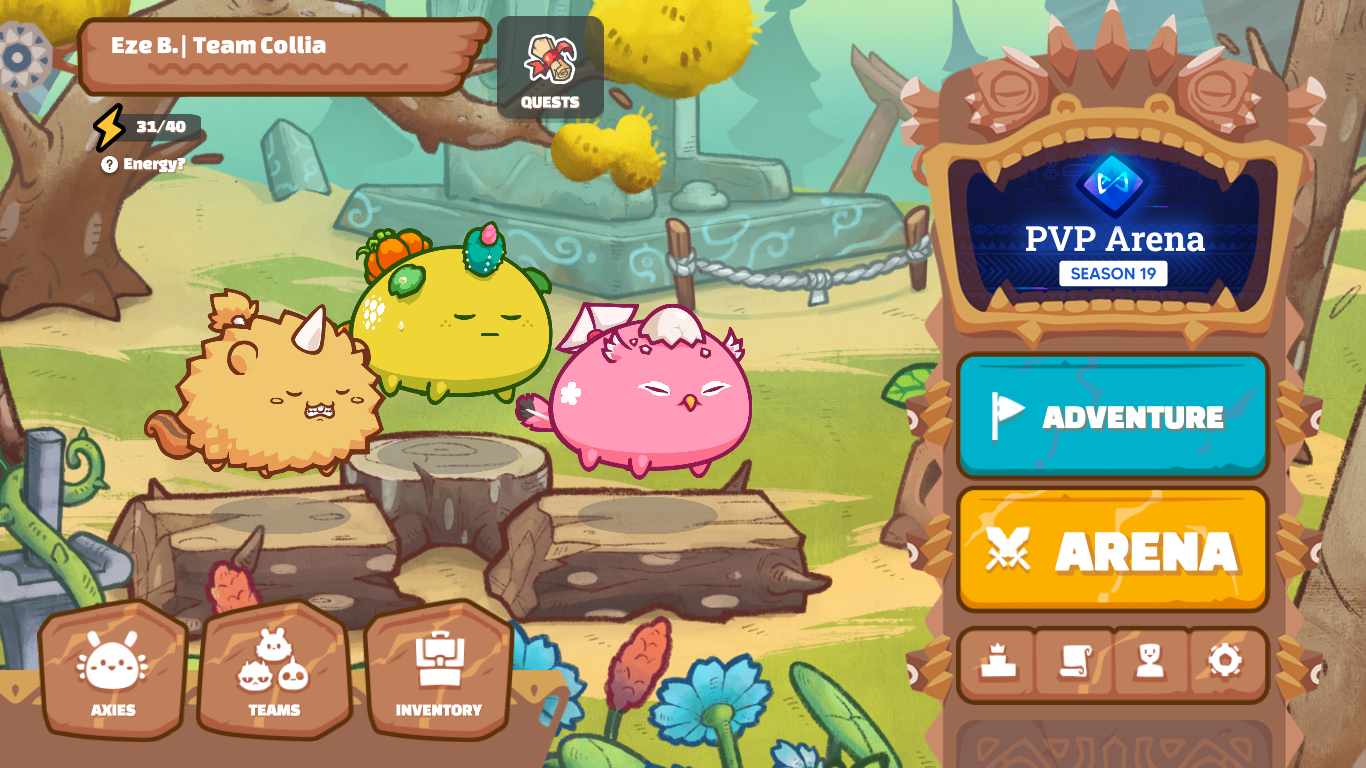 Eze B.| Team Collia
QUESTS
31/40
? Energy?
PVP Arena
SEASON 19
ADVENTURE
ARENA
AXIES
TEAMS
INVENTORY